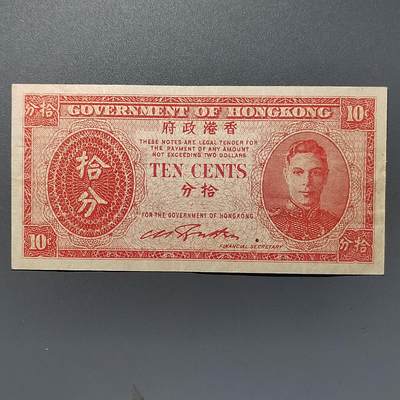 分拾 GOVERNMENT OF HONGKONG 10¢
府政港香
THESE NOTES ARE LEGAL TENDER FOR
THE PAYMENT OF ANY AMOUNT
NOT EXCEEDING TWO DOLLARS
拾分
TEN CENTS
分拾
FOR THE GOVERNMENT OF HONGKONG
FINANCIAL SECRETARY
10¢
分拾